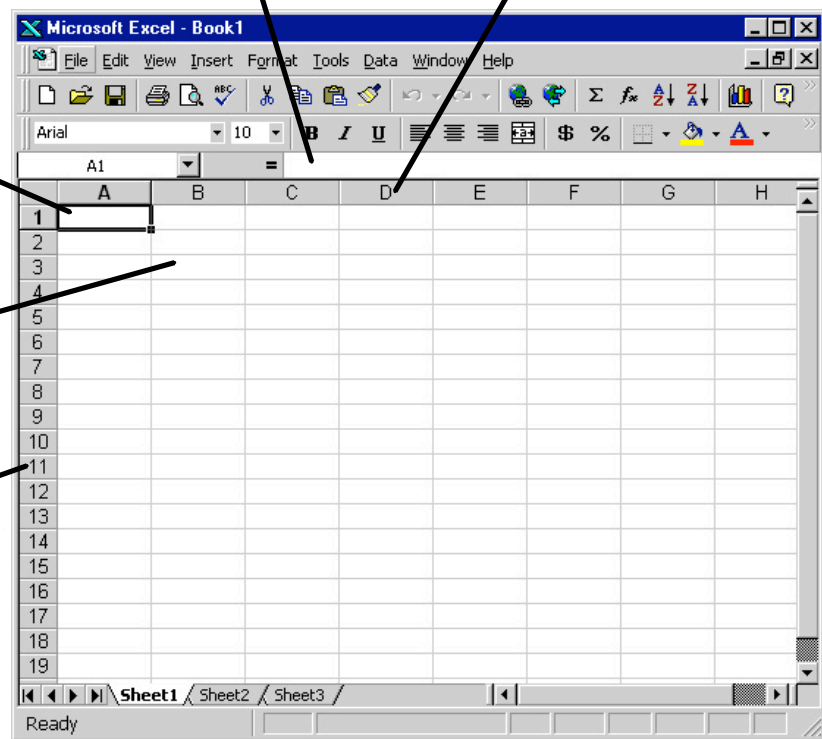 Microsoft Excel - Book1
File Edit View Insert Format Tools Data Window Help
ABC Σ fx A Z Z A ?
Arial 10 B I U a $ % A
A1 =
A B C D E F G H
1
2
3
4
5
6
7
8
9
10
11
12
13
14
15
16
17
18
19
Sheet1 Sheet2 Sheet3
Ready